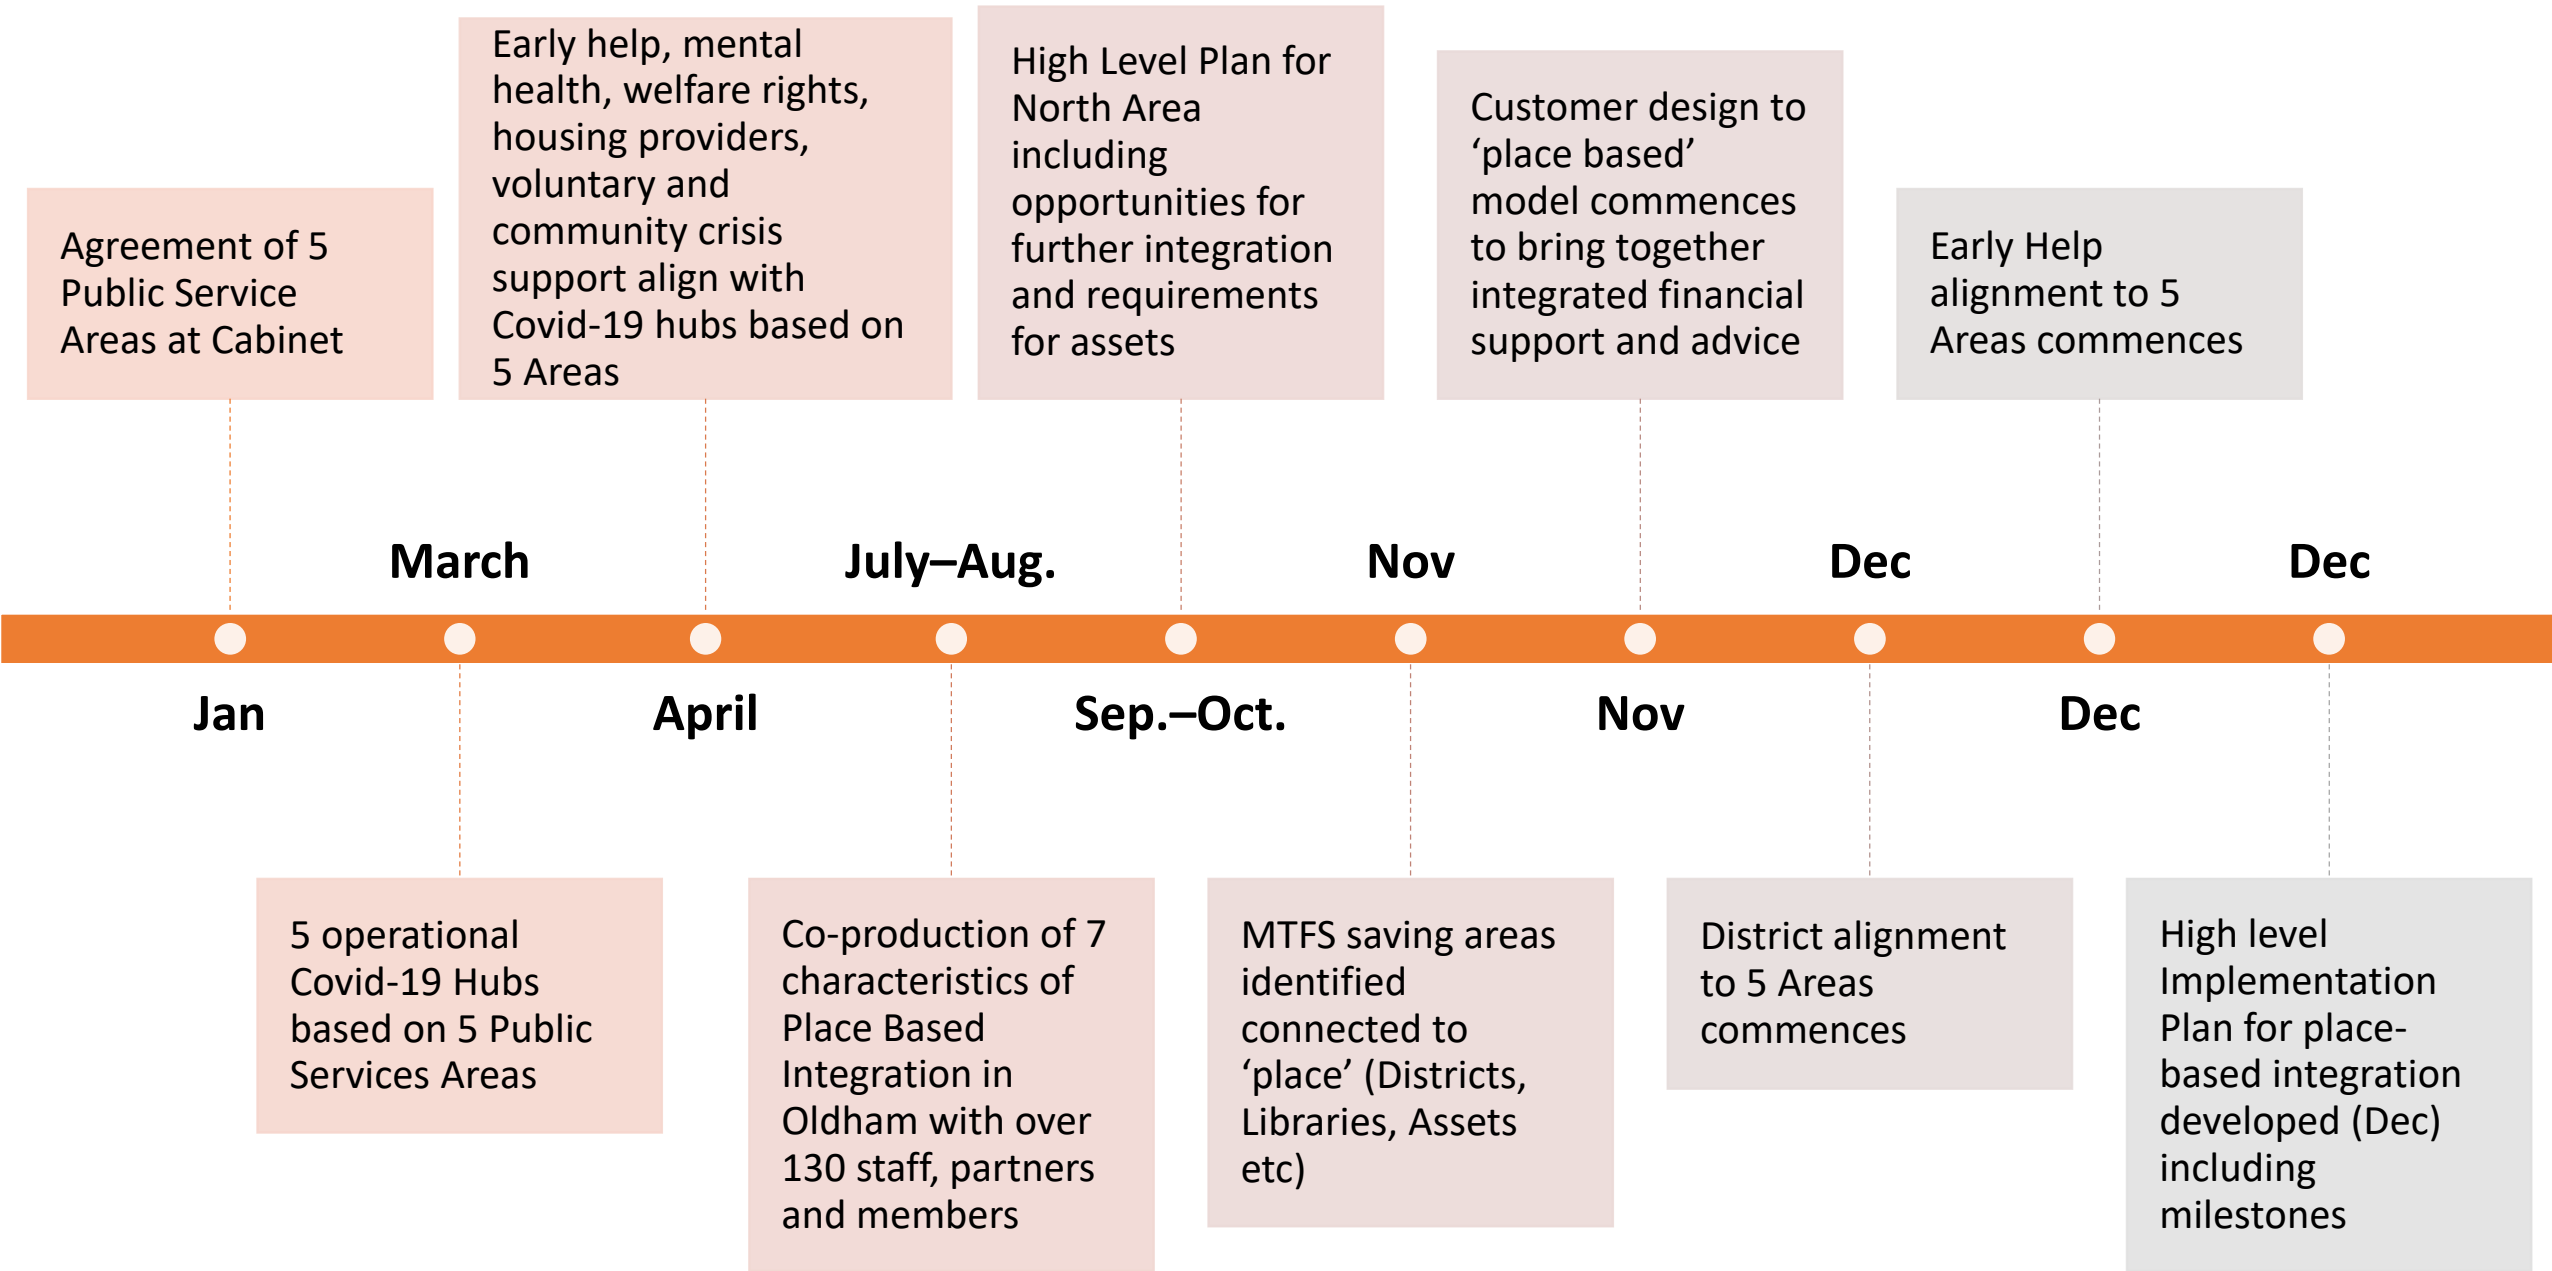 Agreement of 5
Public Service
Areas at Cabinet
Early help, mental
health, welfare rights,
housing providers,
voluntary and
community crisis
support align with
Covid-19 hubs based on
5 Areas
High Level Plan for
North Area
including
opportunities for
further integration
and requirements
for assets
Customer design to
‘place based’
model commences
to bring together
integrated financial
support and advice
Early Help
alignment to 5
Areas commences
March
July–Aug.
Nov
Dec
Dec
Jan
April
Sep.–Oct.
Nov
Dec
5 operational
Covid-19 Hubs
based on 5 Public
Services Areas
Co-production of 7
characteristics of
Place Based
Integration in
Oldham with over
130 staff, partners
and members
MTFS saving areas
identified
connected to
‘place’ (Districts,
Libraries, Assets
etc)
District alignment
to 5 Areas
commences
High level
Implementation
Plan for place-
based integration
developed (Dec)
including
milestones